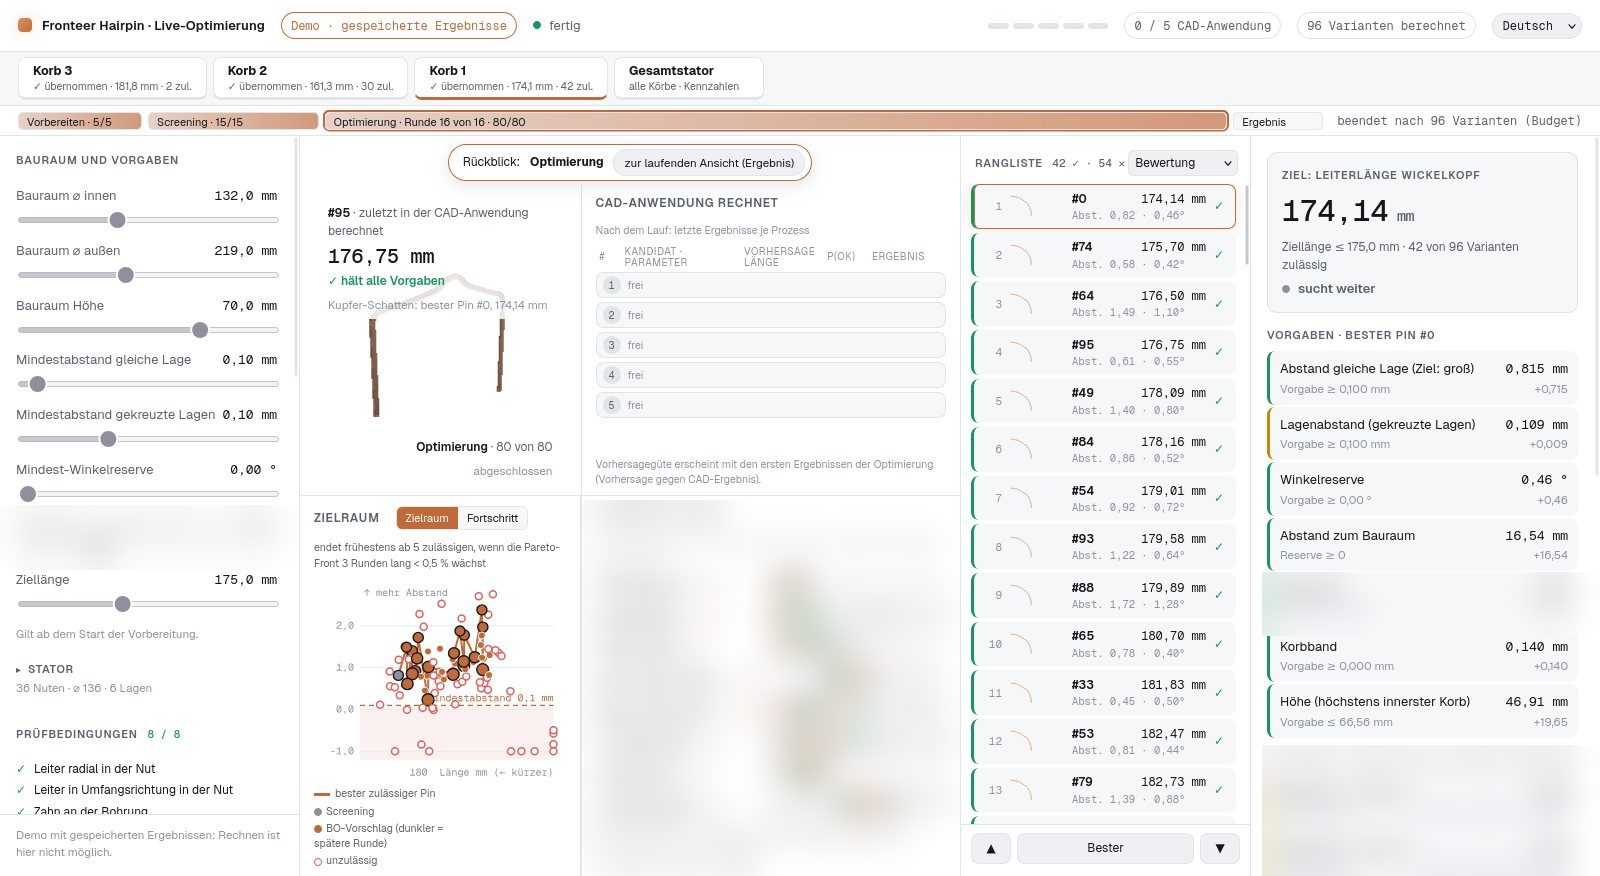 Fronteer Hairpin · Live-Optimierung
Demo · gespeicherte Ergebnisse
fertig
0 / 5 CAD-Anwendung
96 Varianten berechnet
Deutsch
Korb 3
✓ übernommen · 181,8 mm · 2 zul.
Korb 2
✓ übernommen · 161,3 mm · 30 zul.
Korb 1
✓ übernommen · 174,1 mm · 42 zul.
Gesamtstator
alle Körbe · Kennzahlen
Vorbereiten · 5/5
Screening · 15/15
Optimierung · Runde 16 von 16 · 80/80
Ergebnis
beendet nach 96 Varianten (Budget)
BAURAUM UND VORGABEN
Bauraum ⌀ innen 132,0 mm
Bauraum ⌀ außen 219,0 mm
Bauraum Höhe 70,0 mm
Mindestabstand gleiche Lage 0,10 mm
Mindestabstand gekreuzte Lagen 0,10 mm
Mindest-Winkelreserve 0,00 °
Ziellänge 175,0 mm
Gilt ab dem Start der Vorbereitung.
▸ STATOR
36 Nuten · ⌀ 136 · 6 Lagen
PRÜFBEDINGUNGEN 8 / 8
✓ Leiter radial in der Nut
✓ Leiter in Umfangsrichtung in der Nut
✓ Zahn an der Bohrung
Demo mit gespeicherten Ergebnissen: Rechnen ist
hier nicht möglich.
Rückblick: Optimierung zur laufenden Ansicht (Ergebnis)
#95 · zuletzt in der CAD-Anwendung
berechnet
176,75 mm
✓ hält alle Vorgaben
Kupfer-Schatten: bester Pin #0, 174,14 mm
Optimierung · 80 von 80
abgeschlossen
CAD-ANWENDUNG RECHNET
Nach dem Lauf: letzte Ergebnisse je Prozess
# KANDIDAT · PARAMETER VORHERSAGE LÄNGE P(OK) ERGEBNIS
1 frei
2 frei
3 frei
4 frei
5 frei
Vorhersagegüte erscheint mit den ersten Ergebnissen der Optimierung
(Vorhersage gegen CAD-Ergebnis).
ZIELRAUM Zielraum Fortschritt
endet frühestens ab 5 zulässigen, wenn die Pareto-
Front 3 Runden lang < 0,5 % wächst
↑ mehr Abstand
2,0
1,0
indestabstand 0,1 mm
0,0
-1,0
180 Länge mm (← kürzer)
bester zulässiger Pin
Screening
BO-Vorschlag (dunkler =
spätere Runde)
unzulässig
RANGLISTE 42 ✓ · 54 × Bewertung
1 #0 174,14 mm ✓
Abst. 0,82 · 0,46°
2 #74 175,70 mm ✓
Abst. 0,58 · 0,42°
3 #64 176,50 mm ✓
Abst. 1,49 · 1,10°
4 #95 176,75 mm ✓
Abst. 0,61 · 0,55°
5 #49 178,09 mm ✓
Abst. 1,40 · 0,80°
6 #84 178,16 mm ✓
Abst. 0,86 · 0,52°
7 #54 179,01 mm ✓
Abst. 0,92 · 0,72°
8 #93 179,58 mm ✓
Abst. 1,22 · 0,64°
9 #88 179,89 mm ✓
Abst. 1,72 · 1,28°
10 #65 180,70 mm ✓
Abst. 0,78 · 0,40°
11 #33 181,83 mm ✓
Abst. 0,45 · 0,50°
12 #53 182,47 mm ✓
Abst. 0,81 · 0,44°
13 #79 182,73 mm ✓
Abst. 1,39 · 0,88°
▲ Bester ▼
ZIEL: LEITERLÄNGE WICKELKOPF
174,14 mm
Ziellänge ≤ 175,0 mm · 42 von 96 Varianten
zulässig
sucht weiter
VORGABEN · BESTER PIN #0
Abstand gleiche Lage (Ziel: groß) 0,815 mm
Vorgabe ≥ 0,100 mm +0,715
Lagenabstand (gekreuzte Lagen) 0,109 mm
Vorgabe ≥ 0,100 mm +0,009
Winkelreserve 0,46 °
Vorgabe ≥ 0,00 ° +0,46
Abstand zum Bauraum 16,54 mm
Reserve ≥ 0 +16,54
Korbband 0,140 mm
Vorgabe ≥ 0,000 mm +0,140
Höhe (höchstens innerster Korb) 46,91 mm
Vorgabe ≤ 66,56 mm +19,65